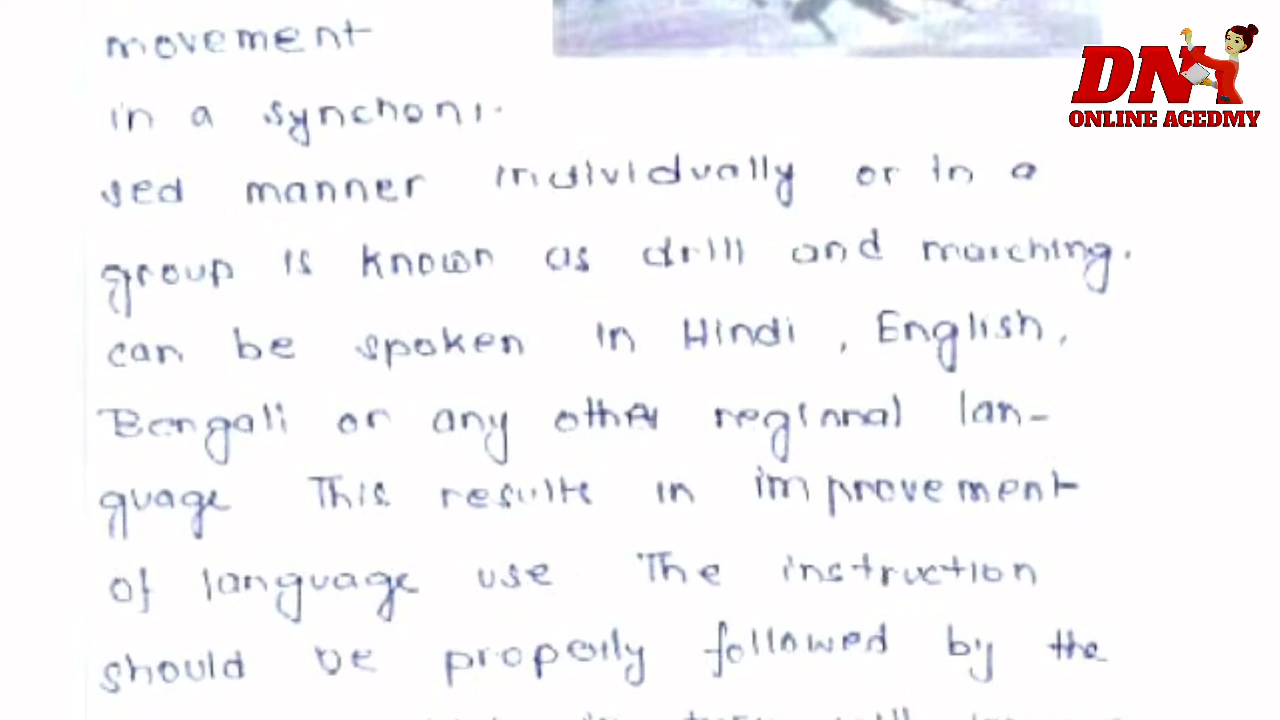 movement
DN
ONLINE ACEDMY
in a synchoni-
sed manner individually or in a
group is known as drill and marching.
can be spoken in Hindi, English,
Bengali or any other reginnal lan-
guage This results in improvement
of language use The instruction
should be properly followed by the